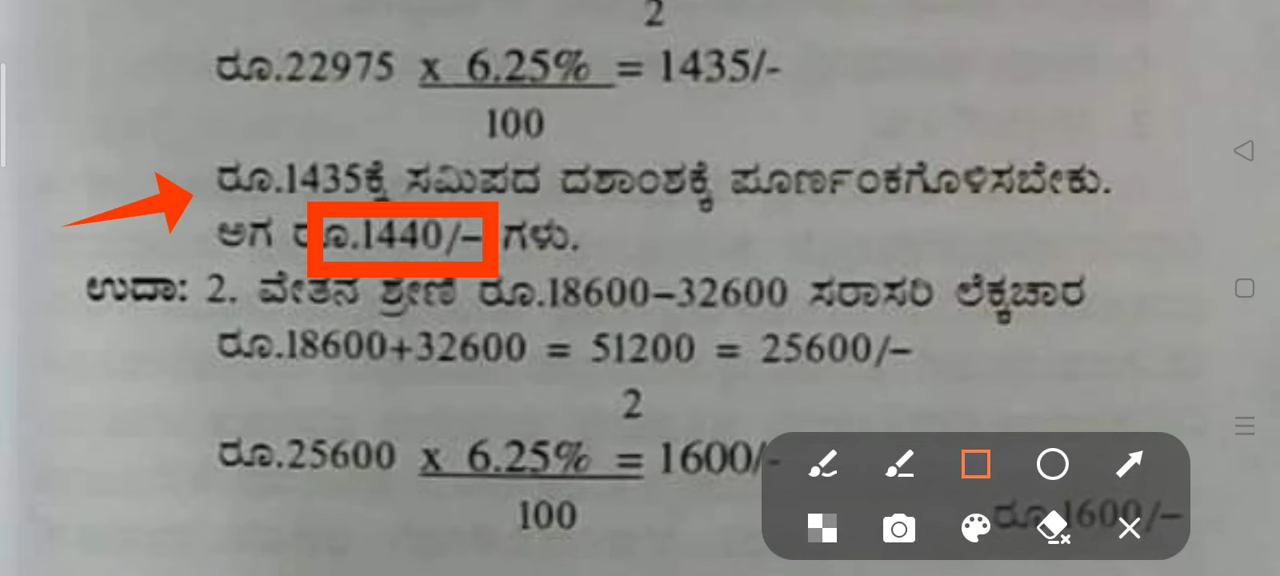 2
ರೂ.22975 x 6.25% = 1435/-
100
ರೂ.1435ಕ್ಕೆ ಸಮಿಪದ ದಶಾಂಶಕ್ಕೆ ಪೂರ್ಣಂಕಗೊಳಿಸಬೇಕು.
ಆಗ ರೂ.1440/– ಗಳು.
ಉದಾ: 2. ವೇತನ ಶ್ರೇಣಿ ರೂ.18600–32600 ಸರಾಸರಿ ಲೆಕ್ಕಚಾರ
ರೂ.18600+32600 = 51200 = 25600/–
2
ರೂ.25600 x 6.25% = 1600/-
100
ರೂ.1600/–